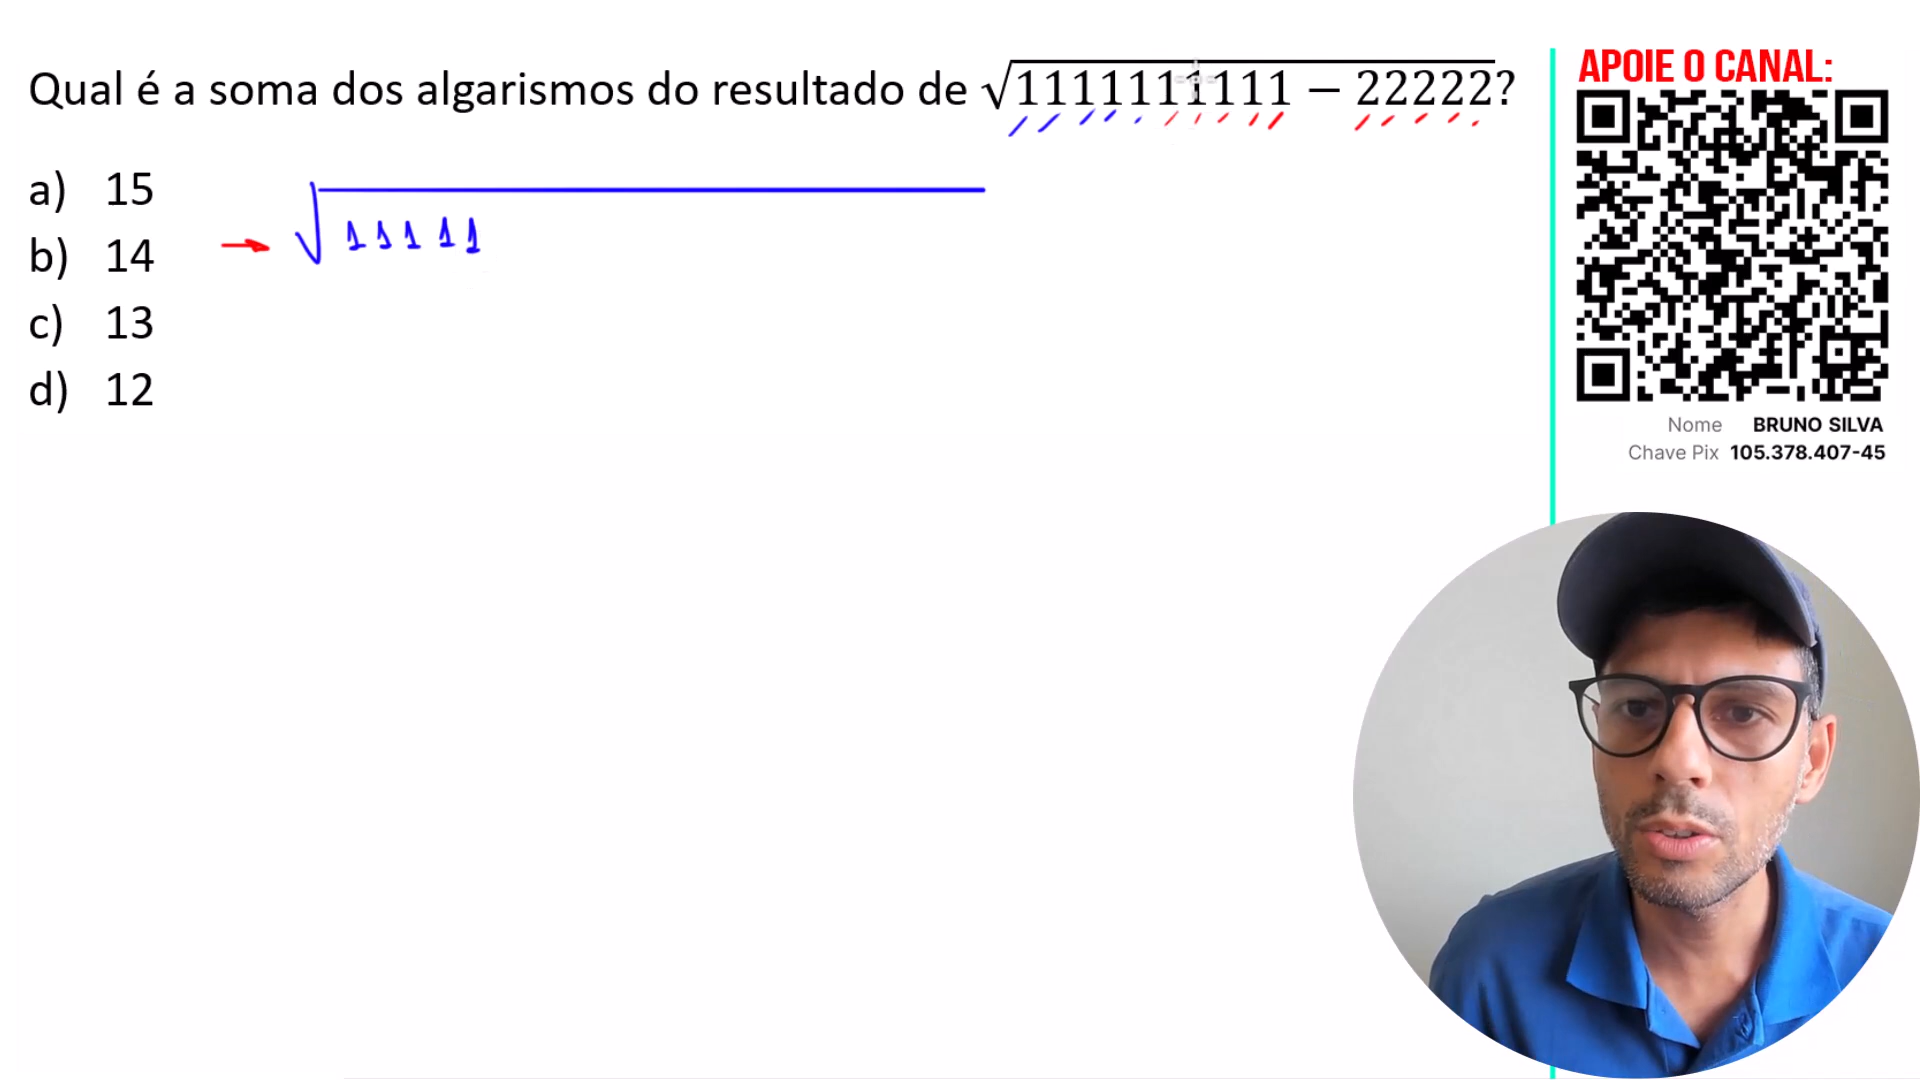 Qual é a soma dos algarismos do resultado de √1111111111 − 22222?
a) 15
b) 14
c) 13
d) 12
√11111
APOIE O CANAL:
Nome BRUNO SILVA
Chave Pix 105.378.407-45